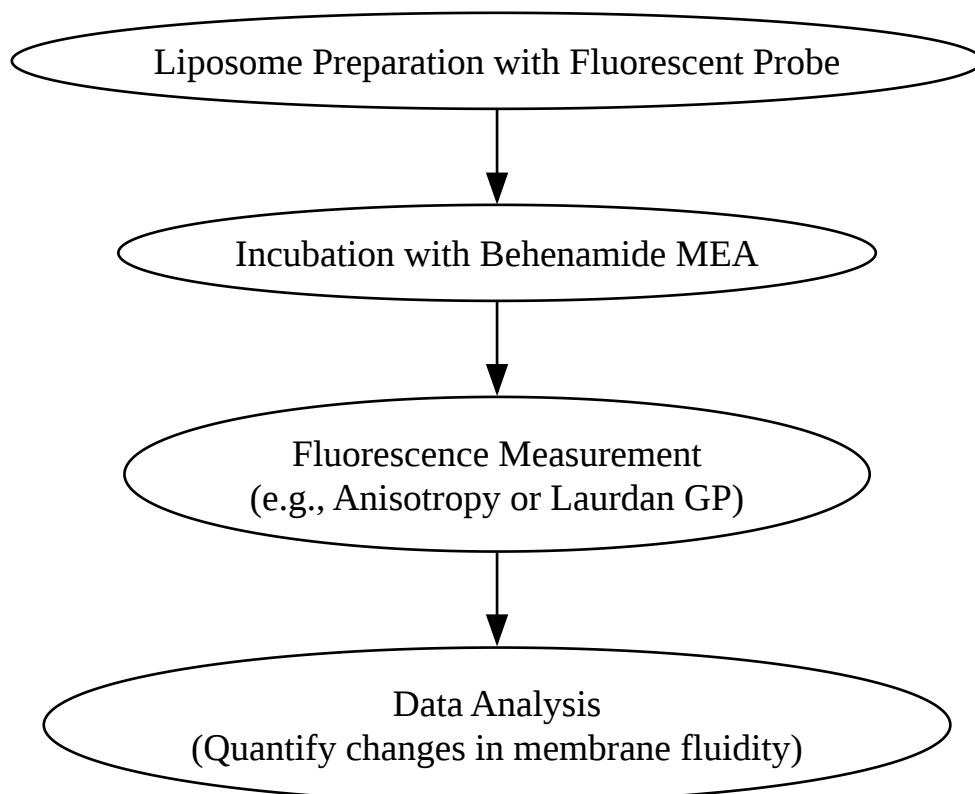 Liposome Preparation with Fluorescent Probe
Incubation with Behenamide MEA
Fluorescence Measurement
(e.g., Anisotropy or Laurdan GP)
Data Analysis
(Quantify changes in membrane fluidity)